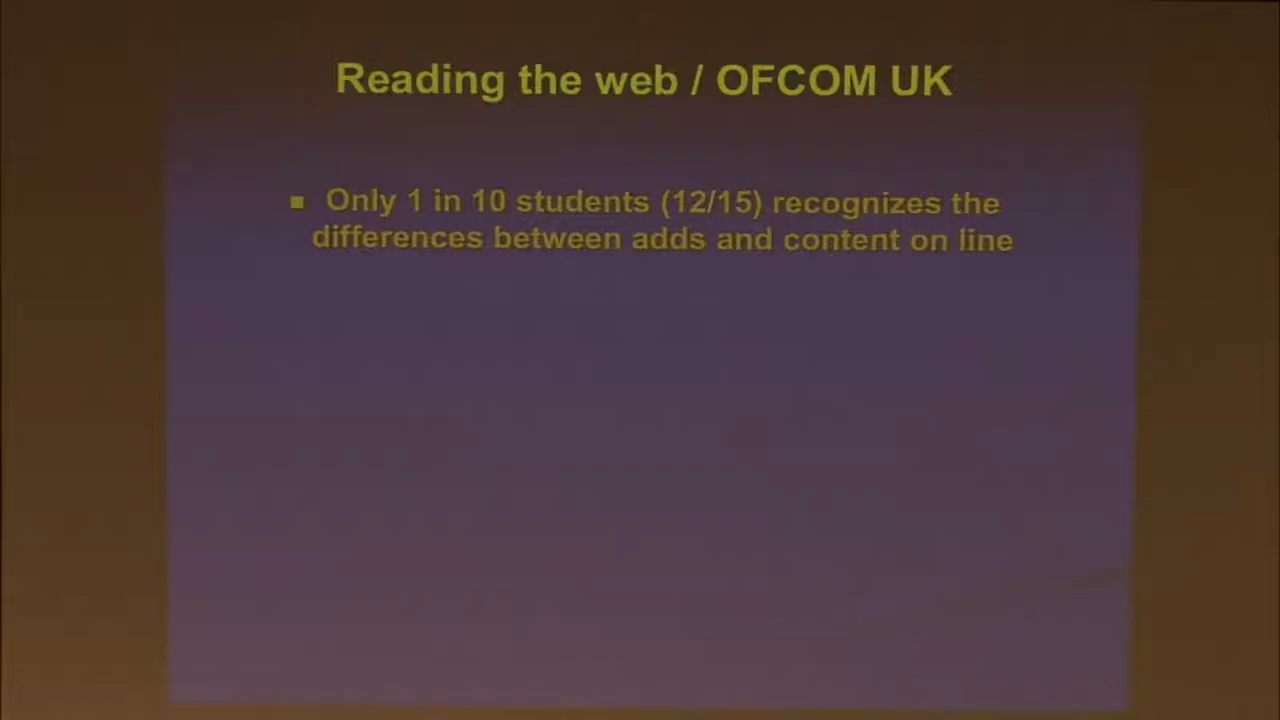 Reading the web / OFCOM UK
▪ Only 1 in 10 students (12/15) recognizes the
differences between adds and content on line